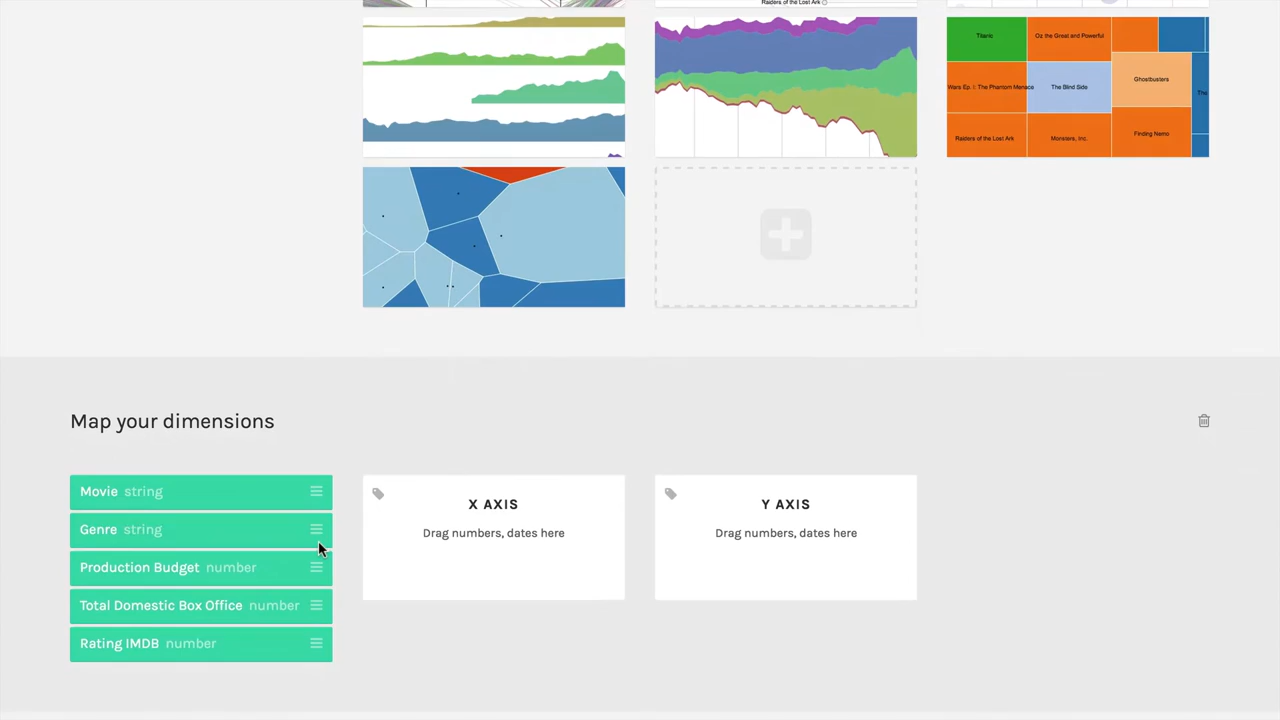 Raiders of the Lost Ark
Titanic
Oz the Great and Powerful
Ghostbusters
Wars Ep. I: The Phantom Menace
The Blind Side
The
Raiders of the Lost Ark
Monsters, Inc.
Finding Nemo
Map your dimensions
Movie string
Genre string
Production Budget number
Total Domestic Box Office number
Rating IMDB number
X AXIS
Drag numbers, dates here
Y AXIS
Drag numbers, dates here